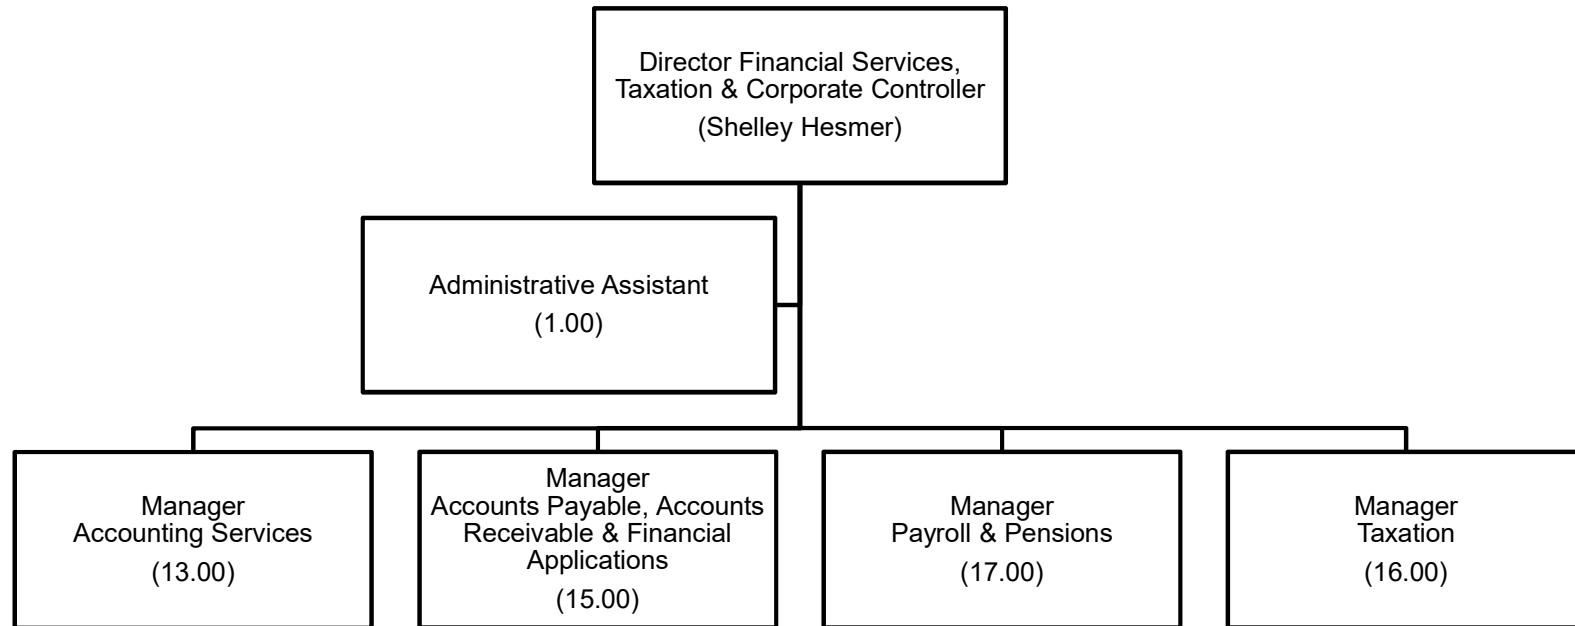 Director Financial Services,
Taxation & Corporate Controller
(Shelley Hesmer)
Administrative Assistant
(1.00)
Manager
Accounting Services
(13.00)
Manager
Accounts Payable, Accounts
Receivable & Financial
Applications
(15.00)
Manager
Payroll & Pensions
(17.00)
Manager
Taxation
(16.00)